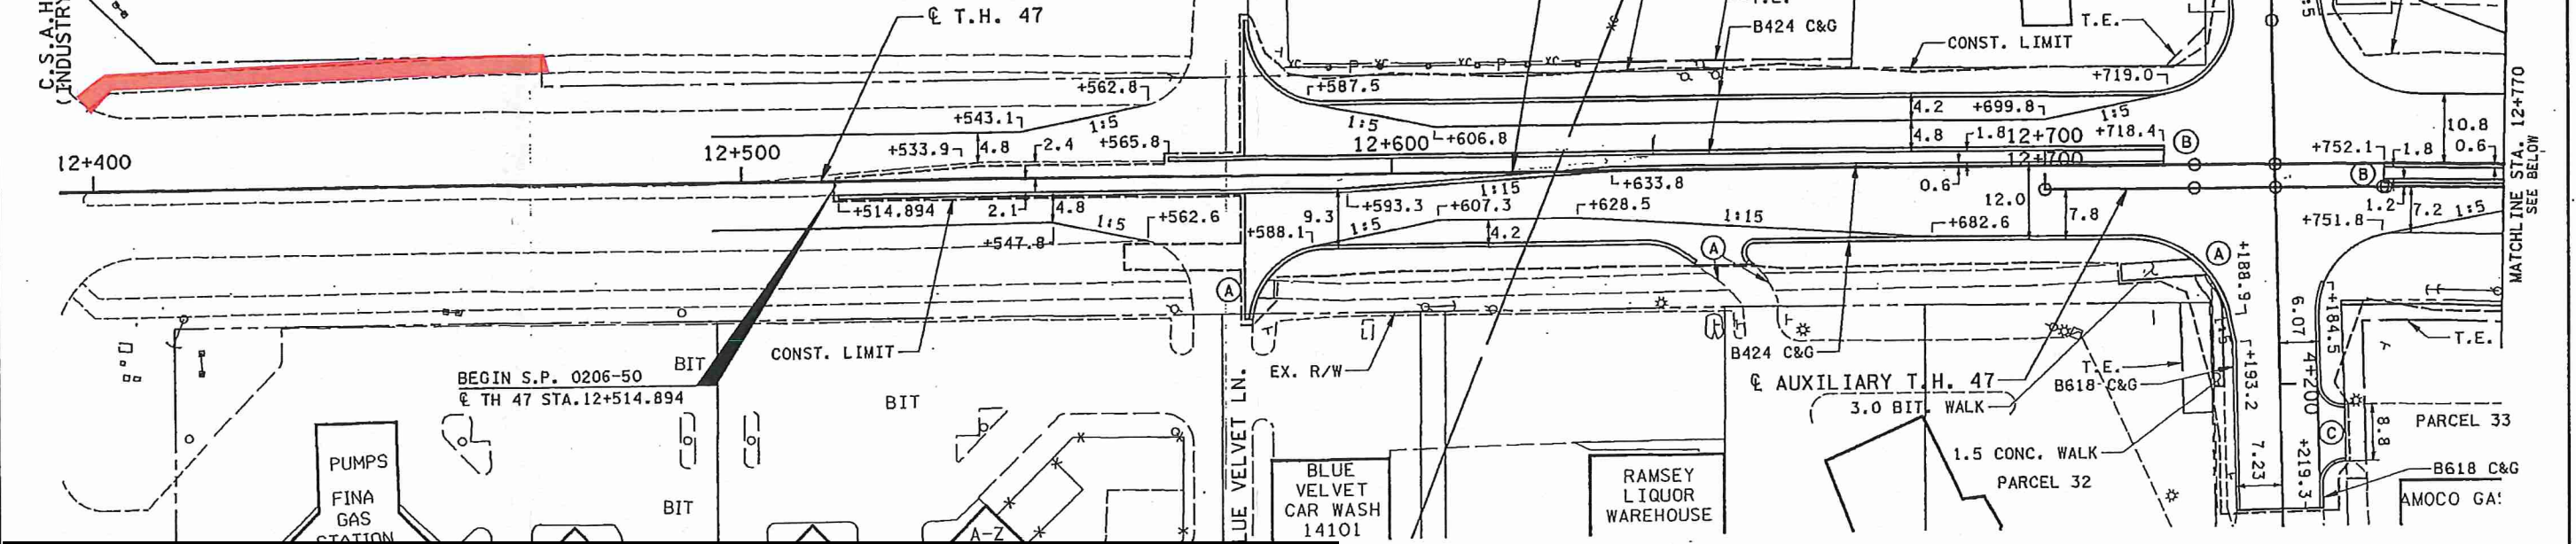 C.S.A.H
(INDUSTRY
℄ T.H. 47
B424 C&G
T.E.
CONST. LIMIT
+562.8
+587.5
+719.0
+543.1
1:5
1:5
4.2
+699.8
1:5
12+400
12+500
+533.9
4.8
2.4
+565.8
12+600
+606.8
4.8
1.8
12+700
+718.4
B
12+700
+752.1
1.8
10.8
0.6
B
MATCHLINE STA. 12+770
SEE BELOW
+514.894
2.1
4.8
1:5
+562.6
9.3
+593.3
1:15
+633.8
0.6
12.0
7.8
1.2
7.2
1:5
+751.8
+547.8
+588.1
1:5
+607.3
4.2
+628.5
1:15
+682.6
A
A
A
+188.9
6.07
+184.5
BIT
CONST. LIMIT
EX. R/W
B424 C&G
T.E.
T.E.
BEGIN S.P. 0206-50
℄ TH 47 STA.12+514.894
BIT
℄ AUXILIARY T.H. 47
B618 C&G
3.0 BIT. WALK
+193.2
4+200
PARCEL 33
8.8
C
1.5 CONC. WALK
7.23
+219.3
B618 C&G
PARCEL 32
PUMPS
FINA
GAS
STATION
BIT
A-Z
BLUE VELVET LN.
BLUE
VELVET
CAR WASH
14101
RAMSEY
LIQUOR
WAREHOUSE
AMOCO GAS